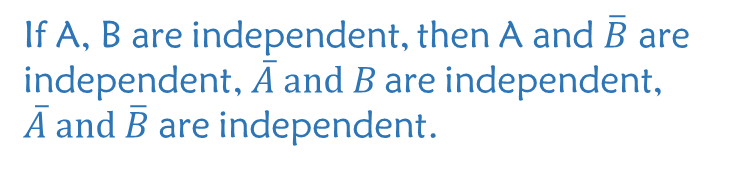 If A, B are independent, then A and B̅ are
independent, A̅ and B are independent,
A̅ and B̅ are independent.